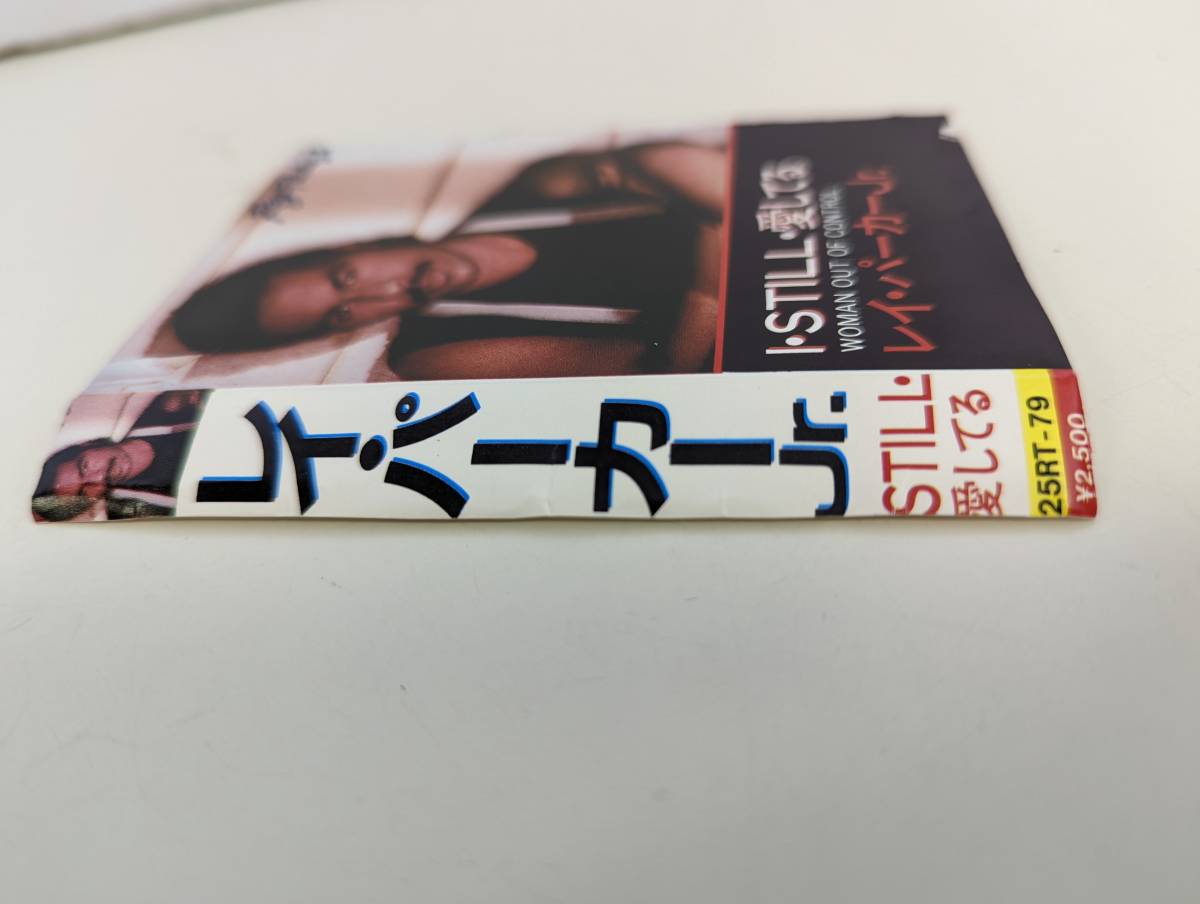 I・STILL・愛してる
WOMAN OUT OF CONTROL
レイ・パーカーJr.
レイ・パーカーJr.
STILL・
愛してる
25RT-79
¥2,500